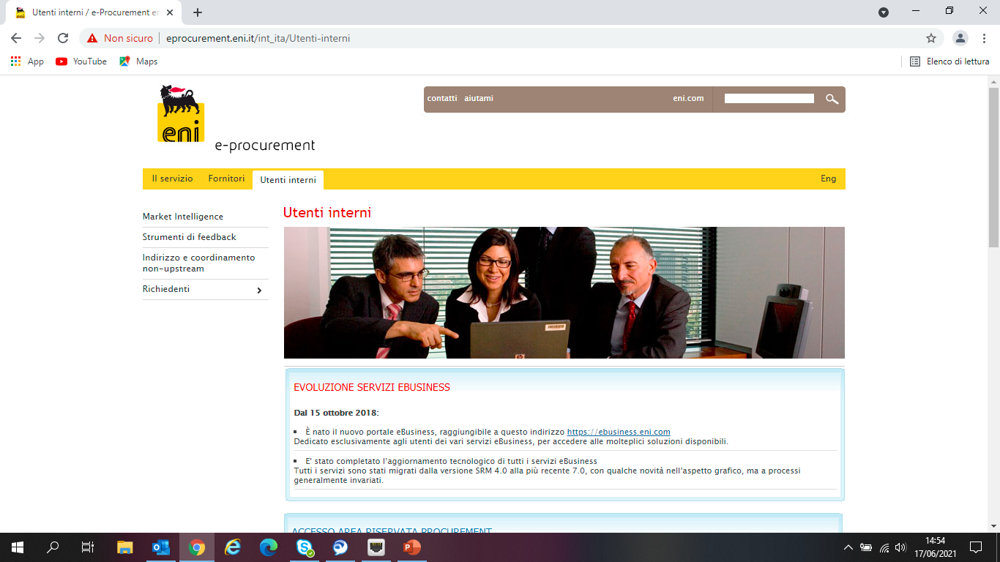 Utenti interni / e-Procurement en
Non sicuro
eprocurement.eni.it/int_ita/Utenti-interni
App
YouTube
Maps
Elenco di lettura
eni
e-procurement
contatti
aiutami
eni.com
Il servizio
Fornitori
Utenti interni
Eng
Market Intelligence
Strumenti di feedback
Indirizzo e coordinamento
non-upstream
Richiedenti
Utenti interni
EVOLUZIONE SERVIZI EBUSINESS
Dal 15 ottobre 2018:
È nato il nuovo portale eBusiness, raggiungibile a questo indirizzo https://ebusiness.eni.com
Dedicato esclusivamente agli utenti dei vari servizi eBusiness, per accedere alle molteplici soluzioni disponibili.
E' stato completato l'aggiornamento tecnologico di tutti i servizi eBusiness
Tutti i servizi sono stati migrati dalla versione SRM 4.0 alla più recente 7.0, con qualche novità nell'aspetto grafico, ma a processi
generalmente invariati.
ACCESSO AREA RISERVATA PROCUREMENT
14:54
17/06/2021